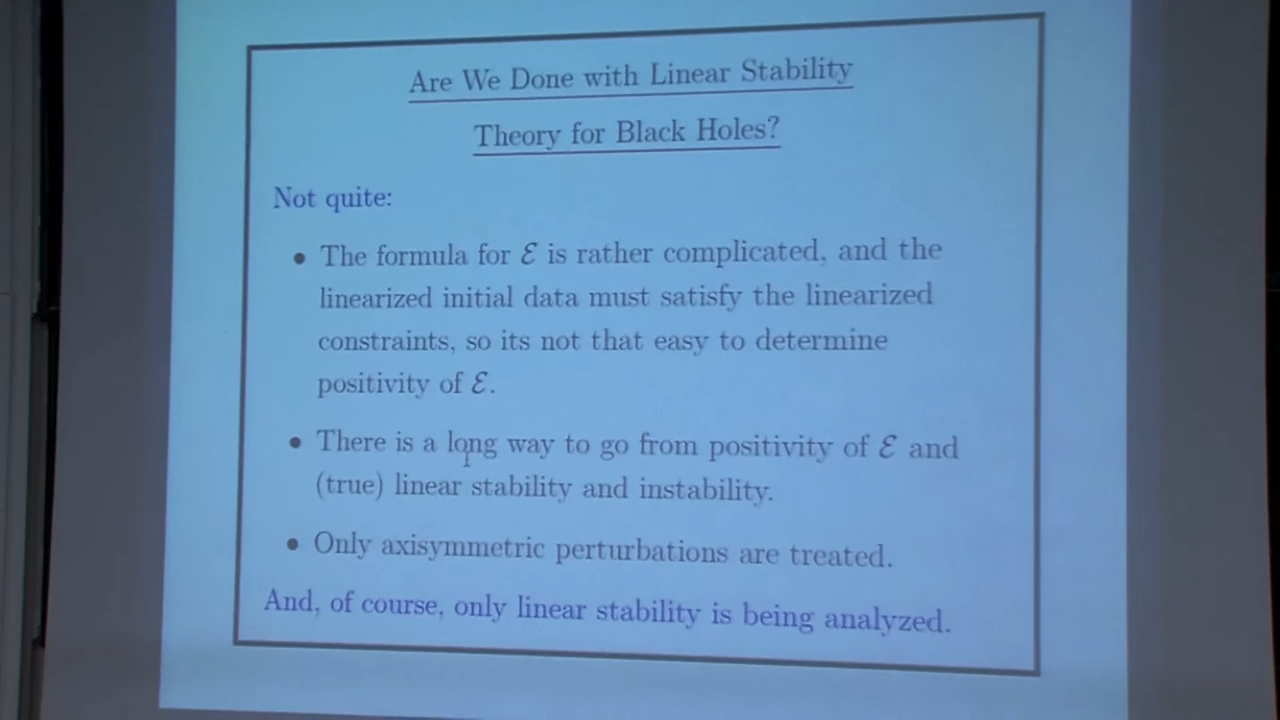 Are We Done with Linear Stability
Theory for Black Holes?
Not quite:
• The formula for ℰ is rather complicated, and the
linearized initial data must satisfy the linearized
constraints, so its not that easy to determine
positivity of ℰ.
• There is a long way to go from positivity of ℰ and
(true) linear stability and instability.
• Only axisymmetric perturbations are treated.
And, of course, only linear stability is being analyzed.